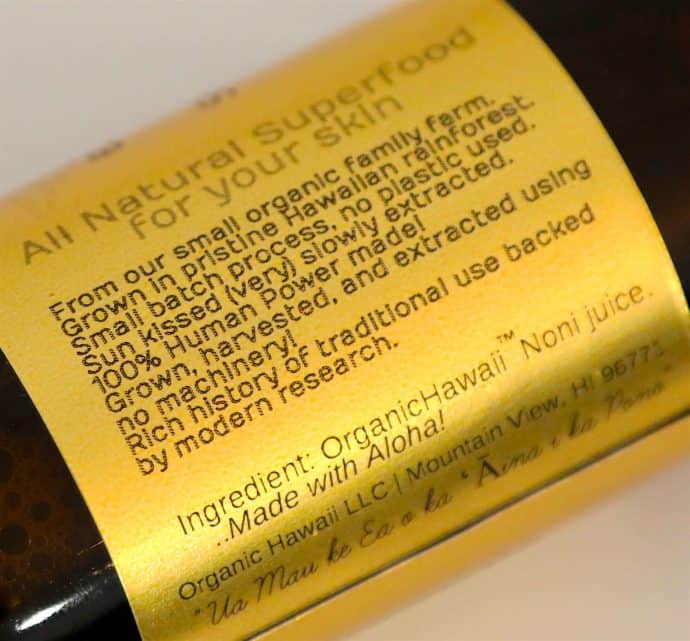 All Natural Superfood
for your skin
From our small organic family farm.
Grown in pristine Hawaiian rainforest.
Small batch process, no plastic used.
Sun kissed (very) slowly extracted.
100% Human power made!
Grown, harvested, and extracted using
no machinery!
Rich history of traditional use backed
by modern research.
Ingredient: OrganicHawaii™ Noni juice.
..Made with Aloha!
Organic Hawaii LLC | Mountain View, HI 96771
"Ua Mau ke Ea o ka 'Āina i ka Pono"